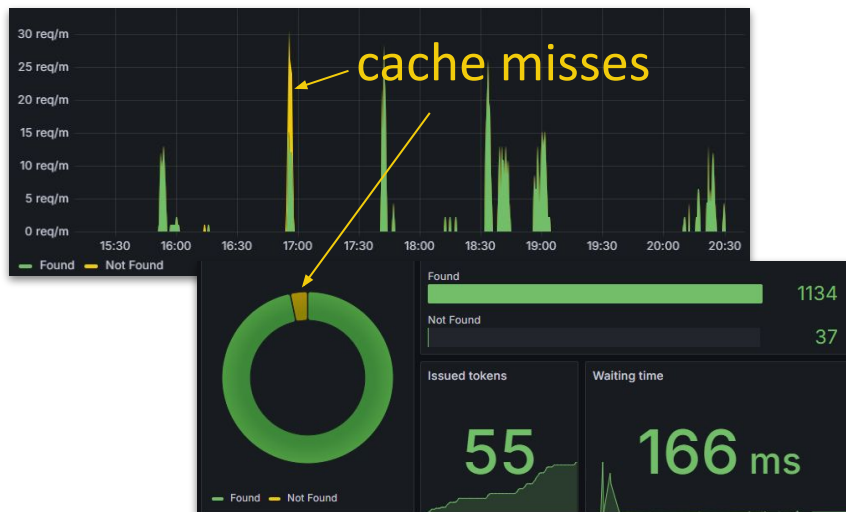 30 req/m
25 req/m
20 req/m
15 req/m
10 req/m
5 req/m
0 req/m
cache misses
15:30 16:00 16:30 17:00 17:30 18:00 18:30 19:00 19:30 20:00 20:30
Found Not Found
Found
1134
Not Found
37
Issued tokens
55
Waiting time
166 ms
Found Not Found